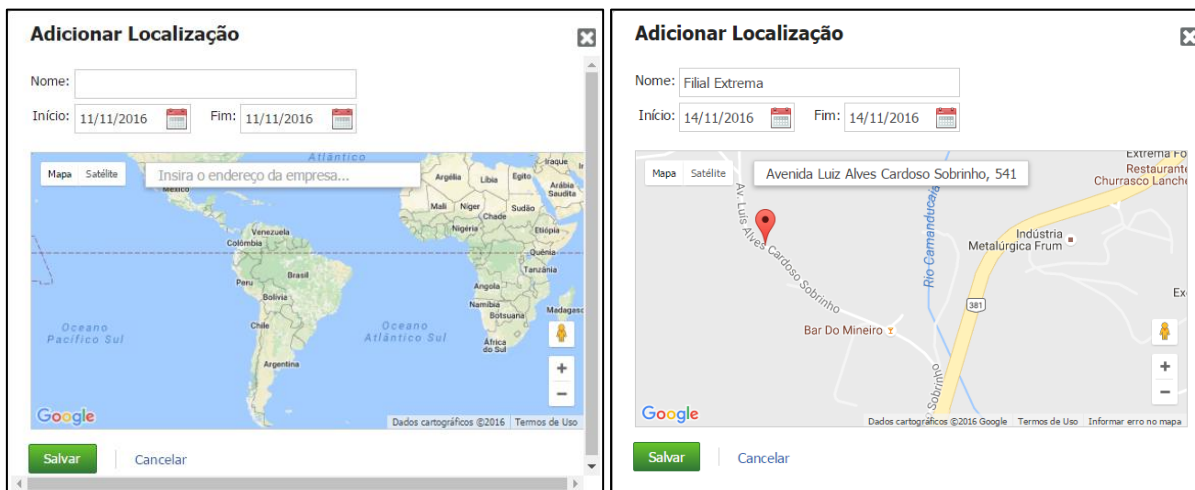 Adicionar Localização
Nome:
Início: 11/11/2016 Fim: 11/11/2016
Mapa Satélite Insira o endereço da empresa...
Atlântico
México
Venezuela
Colômbia
Peru
Brasil
Bolívia
Chile
Argentina
Argélia Líbia Egito
Iraque
Arábia Saudita
Mali Níger Chade Sudão
Nigéria Etiópia
Quênia
Tanzânia
Angola
Namíbia
Botsuana
Madagasc
África do Sul
Oceano Pacífico Sul
Oceano Atlântico Sul
Google
Dados cartográficos ©2016 Termos de Uso
Salvar Cancelar
Adicionar Localização
Nome: Filial Extrema
Início: 14/11/2016 Fim: 14/11/2016
Mapa Satélite Avenida Luiz Alves Cardoso Sobrinho, 541
Extrema Fo
Restaurante
Churrasco Lanche
Av. Luís Alves Cardoso Sobrinho
Rio Camanducaia
Indústria
Metalúrgica Frum
381
Ex
Bar Do Mineiro
Sobrinho
Google
Dados cartográficos ©2016 Google Termos de Uso Informar erro no mapa
Salvar Cancelar